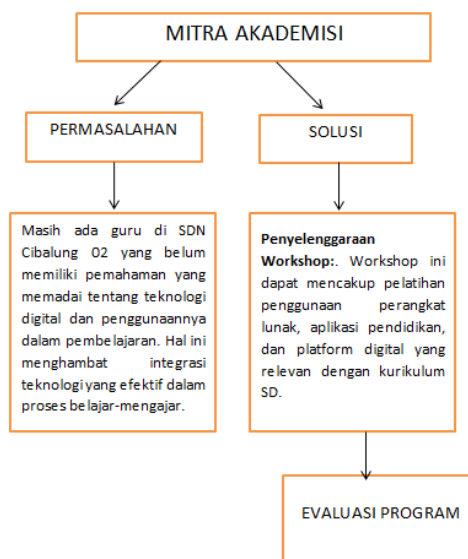 MITRA AKADEMISI
PERMASALAHAN
Masih ada guru di SDN
Cibalung 02 yang belum
memiliki pemahaman yang
memadai tentang teknologi
digital dan penggunaannya
dalam pembelajaran. Hal ini
menghambat integrasi
teknologi yang efektif dalam
proses belajar-mengajar.
SOLUSI
Penyelenggaraan
Workshop:. Workshop ini
dapat mencakup pelatihan
penggunaan perangkat
lunak, aplikasi pendidikan,
dan platform digital yang
relevan dengan kurikulum
SD.
EVALUASI PROGRAM